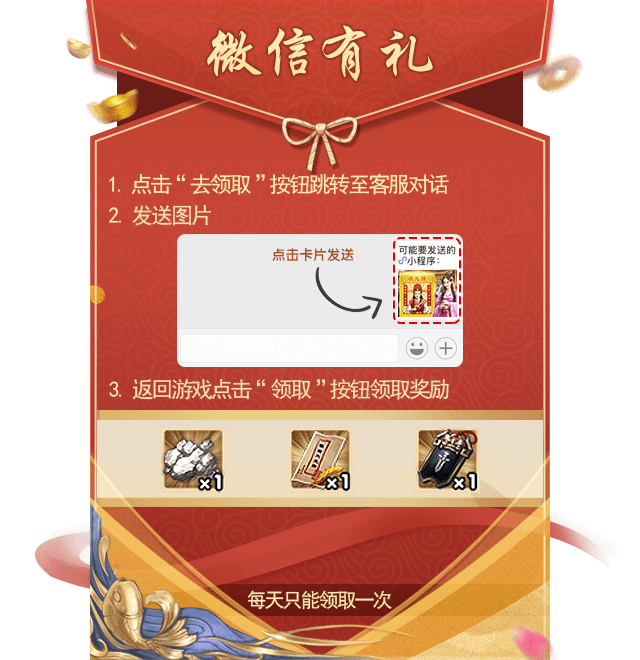 微信有礼
1. 点击“去领取”按钮跳转至客服对话
2. 发送图片
点击卡片发送
可能要发送的
小程序:
3. 返回游戏点击“领取”按钮领取奖励
x1
x1
x1
每天只能领取一次